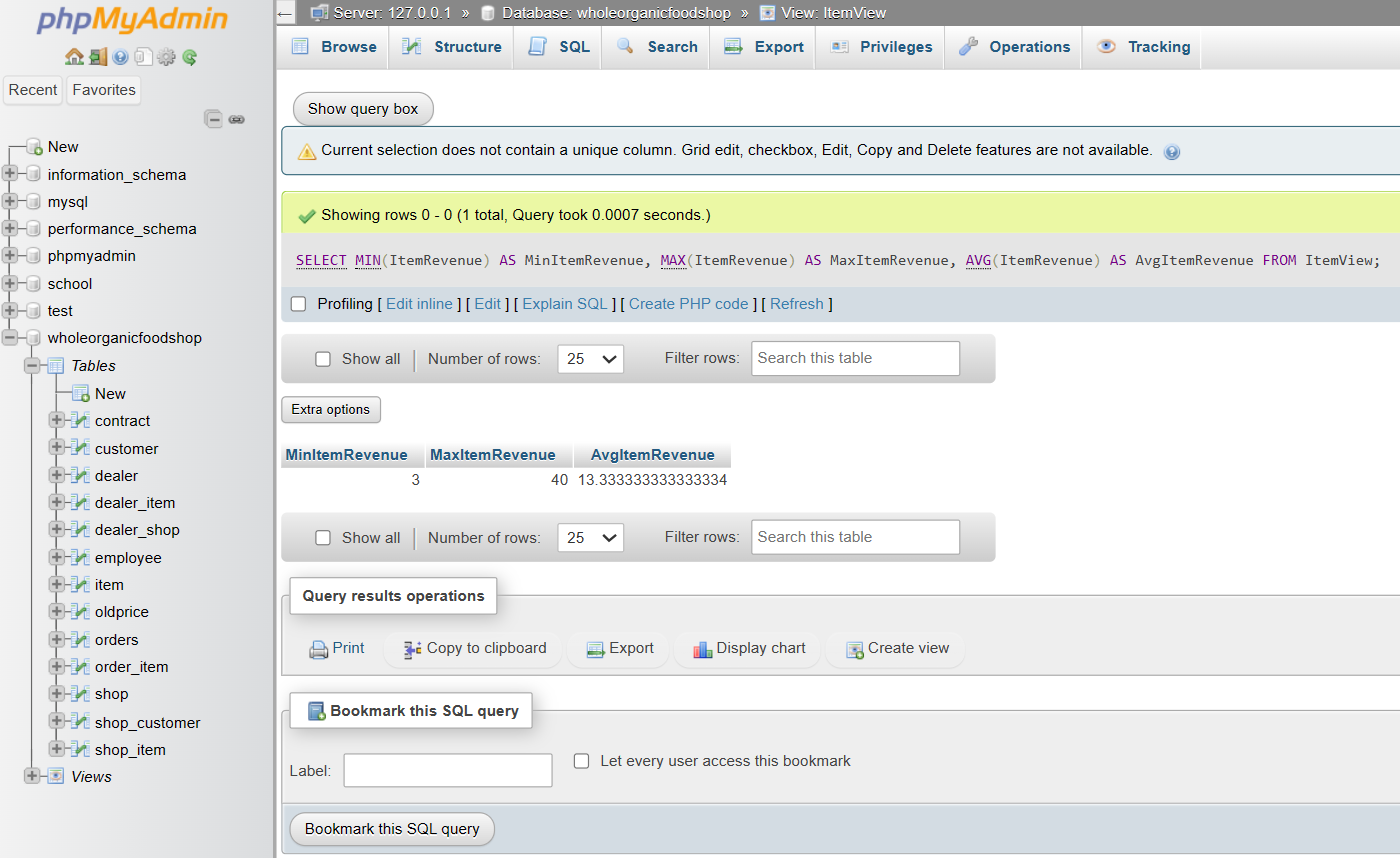 phpMyAdmin
Recent Favorites
New
information_schema
mysql
performance_schema
phpmyadmin
school
test
wholeorganicfoodshop
Tables
New
contract
customer
dealer
dealer_item
dealer_shop
employee
item
oldprice
orders
order_item
shop
shop_customer
shop_item
Views
← Server: 127.0.0.1 » Database: wholeorganicfoodshop » View: ItemView
Browse Structure SQL Search Export Privileges Operations Tracking
Show query box
Current selection does not contain a unique column. Grid edit, checkbox, Edit, Copy and Delete features are not available.
Showing rows 0 - 0 (1 total, Query took 0.0007 seconds.)
SELECT MIN(ItemRevenue) AS MinItemRevenue, MAX(ItemRevenue) AS MaxItemRevenue, AVG(ItemRevenue) AS AvgItemRevenue FROM ItemView;
Profiling [ Edit inline ] [ Edit ] [ Explain SQL ] [ Create PHP code ] [ Refresh ]
Show all Number of rows: 25 Filter rows: Search this table
Extra options
MinItemRevenue MaxItemRevenue AvgItemRevenue
3 40 13.333333333333334
Show all Number of rows: 25 Filter rows: Search this table
Query results operations
Print Copy to clipboard Export Display chart Create view
Bookmark this SQL query
Label: Let every user access this bookmark
Bookmark this SQL query